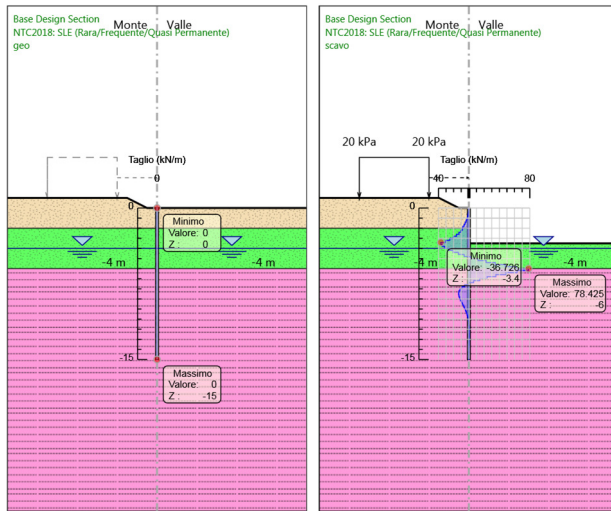 Base Design Section
NTC2018: SLE (Rara/Frequente/Quasi Permanente)
geo
Monte Valle
Taglio (kN/m)
0
0
Minimo
Valore: 0
Z : 0
-4 m
-4 m
-15
Massimo
Valore: 0
Z : -15
Base Design Section
NTC2018: SLE (Rara/Frequente/Quasi Permanente)
scavo
Monte Valle
20 kPa 20 kPa
Taglio (kN/m)
40 80
0
Minimo
Valore: -36.726
Z : -3.4
-4 m
-4 m
Massimo
Valore: 78.425
Z : -6
-15